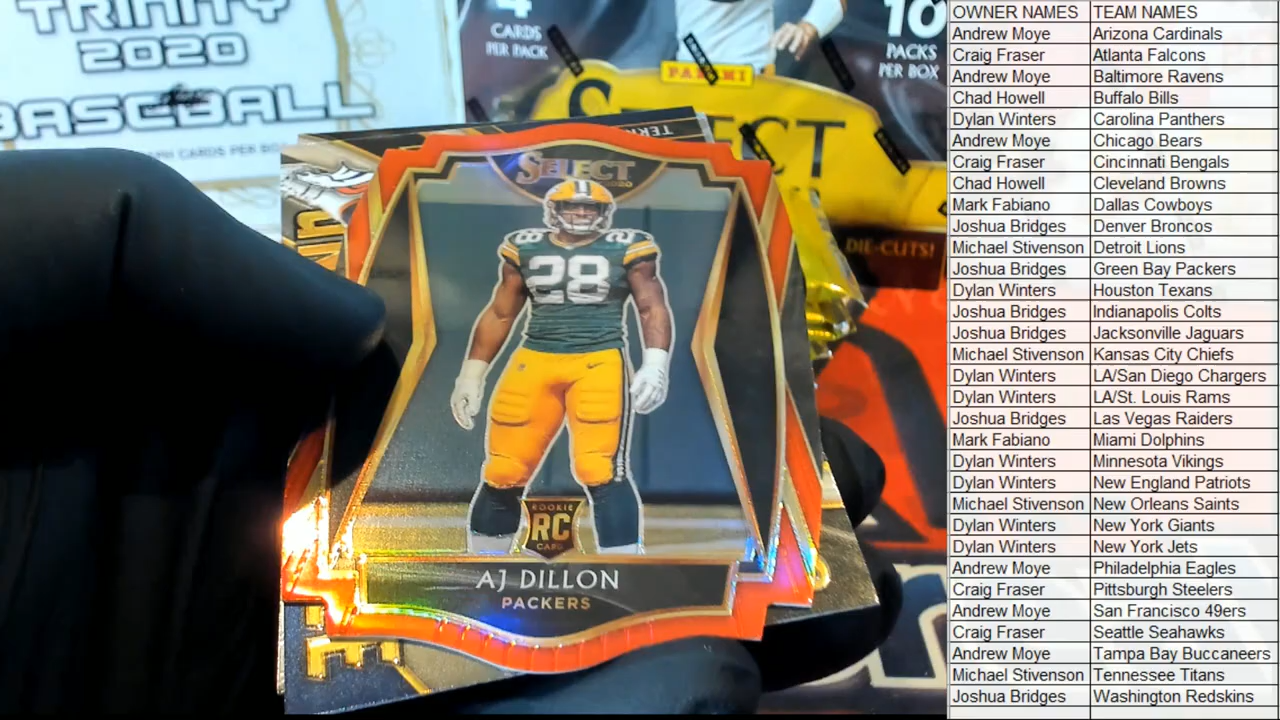 TRINITY
2020
BASEBALL
CARDS PER BOX
4
CARDS
PER PACK
10
PACKS
PER BOX
PANINI
SELECT
DIE-CUTS!
SELECT
2020
28
28
28
ROOKIE
RC
CARD
AJ DILLON
PACKERS
OWNER NAMES TEAM NAMES
Andrew Moye Arizona Cardinals
Craig Fraser Atlanta Falcons
Andrew Moye Baltimore Ravens
Chad Howell Buffalo Bills
Dylan Winters Carolina Panthers
Andrew Moye Chicago Bears
Craig Fraser Cincinnati Bengals
Chad Howell Cleveland Browns
Mark Fabiano Dallas Cowboys
Joshua Bridges Denver Broncos
Michael Stivenson Detroit Lions
Joshua Bridges Green Bay Packers
Dylan Winters Houston Texans
Joshua Bridges Indianapolis Colts
Joshua Bridges Jacksonville Jaguars
Michael Stivenson Kansas City Chiefs
Dylan Winters LA/San Diego Chargers
Dylan Winters LA/St. Louis Rams
Joshua Bridges Las Vegas Raiders
Mark Fabiano Miami Dolphins
Dylan Winters Minnesota Vikings
Dylan Winters New England Patriots
Michael Stivenson New Orleans Saints
Dylan Winters New York Giants
Dylan Winters New York Jets
Andrew Moye Philadelphia Eagles
Craig Fraser Pittsburgh Steelers
Andrew Moye San Francisco 49ers
Craig Fraser Seattle Seahawks
Andrew Moye Tampa Bay Buccaneers
Michael Stivenson Tennessee Titans
Joshua Bridges Washington Redskins